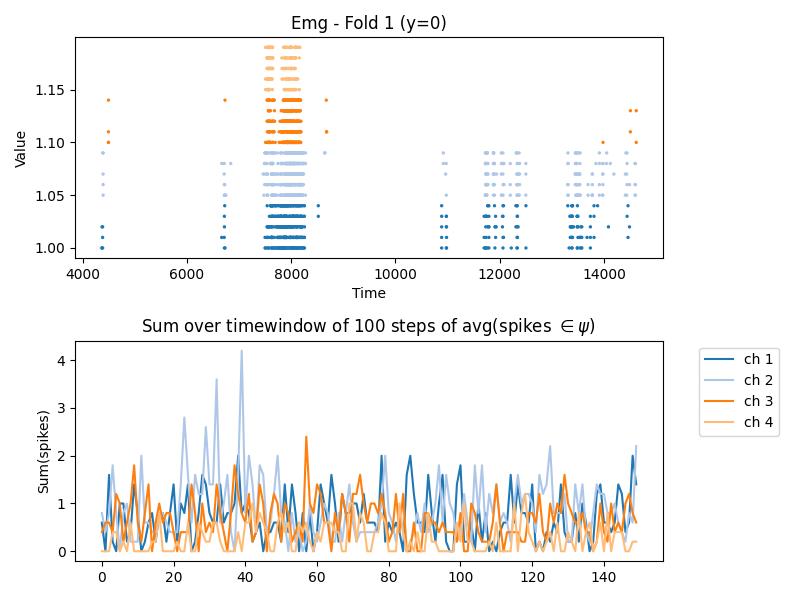 Emg - Fold 1 (y=0)
Value
1.15
1.10
1.05
1.00
4000 6000 8000 10000 12000 14000
Time
Sum over timewindow of 100 steps of avg(spikes ∈ ψ)
Sum(spikes)
4
3
2
1
0
0 20 40 60 80 100 120 140
ch 1
ch 2
ch 3
ch 4